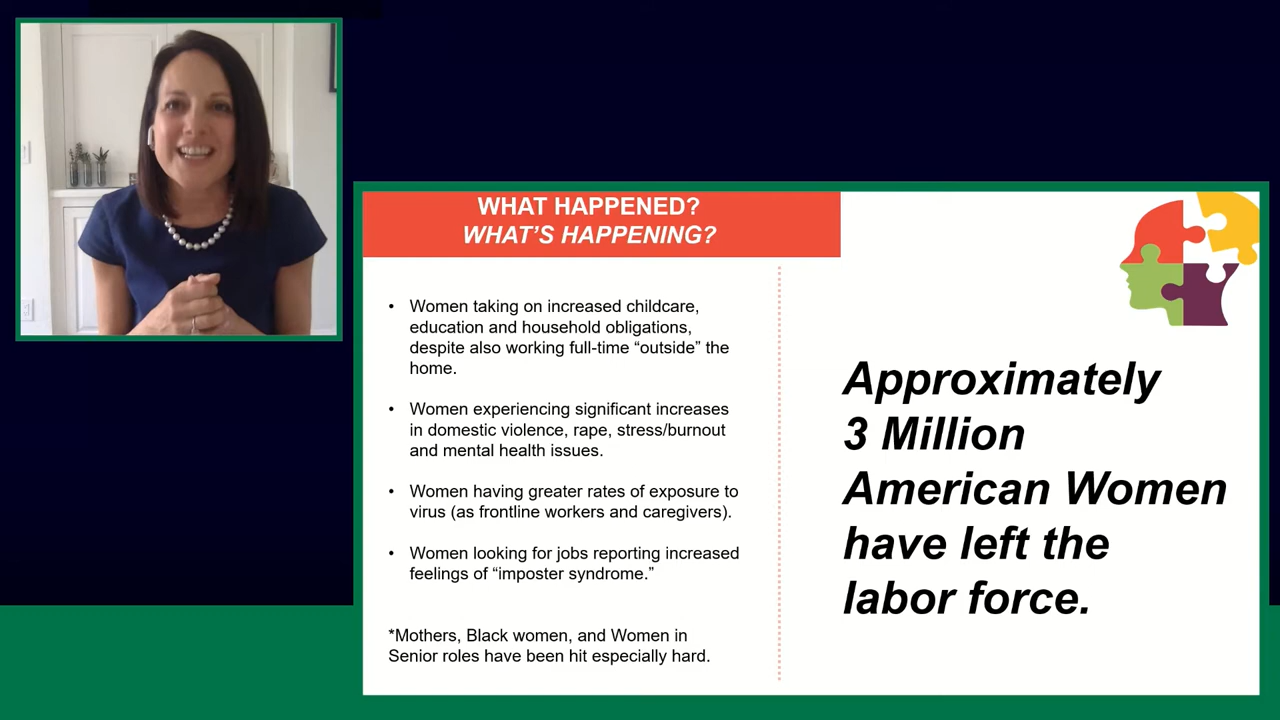 WHAT HAPPENED?
WHAT'S HAPPENING?
• Women taking on increased childcare,
education and household obligations,
despite also working full-time “outside” the
home.
• Women experiencing significant increases
in domestic violence, rape, stress/burnout
and mental health issues.
• Women having greater rates of exposure to
virus (as frontline workers and caregivers).
• Women looking for jobs reporting increased
feelings of “imposter syndrome.”
*Mothers, Black women, and Women in
Senior roles have been hit especially hard.
Approximately
3 Million
American Women
have left the
labor force.